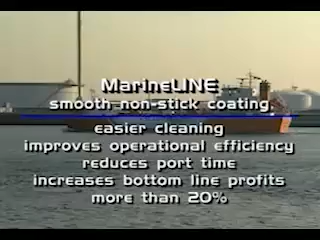 MarineLINE
smooth non-stick coating
easier cleaning
improves operational efficiency
reduces port time
increases bottom line profits
more than 20%